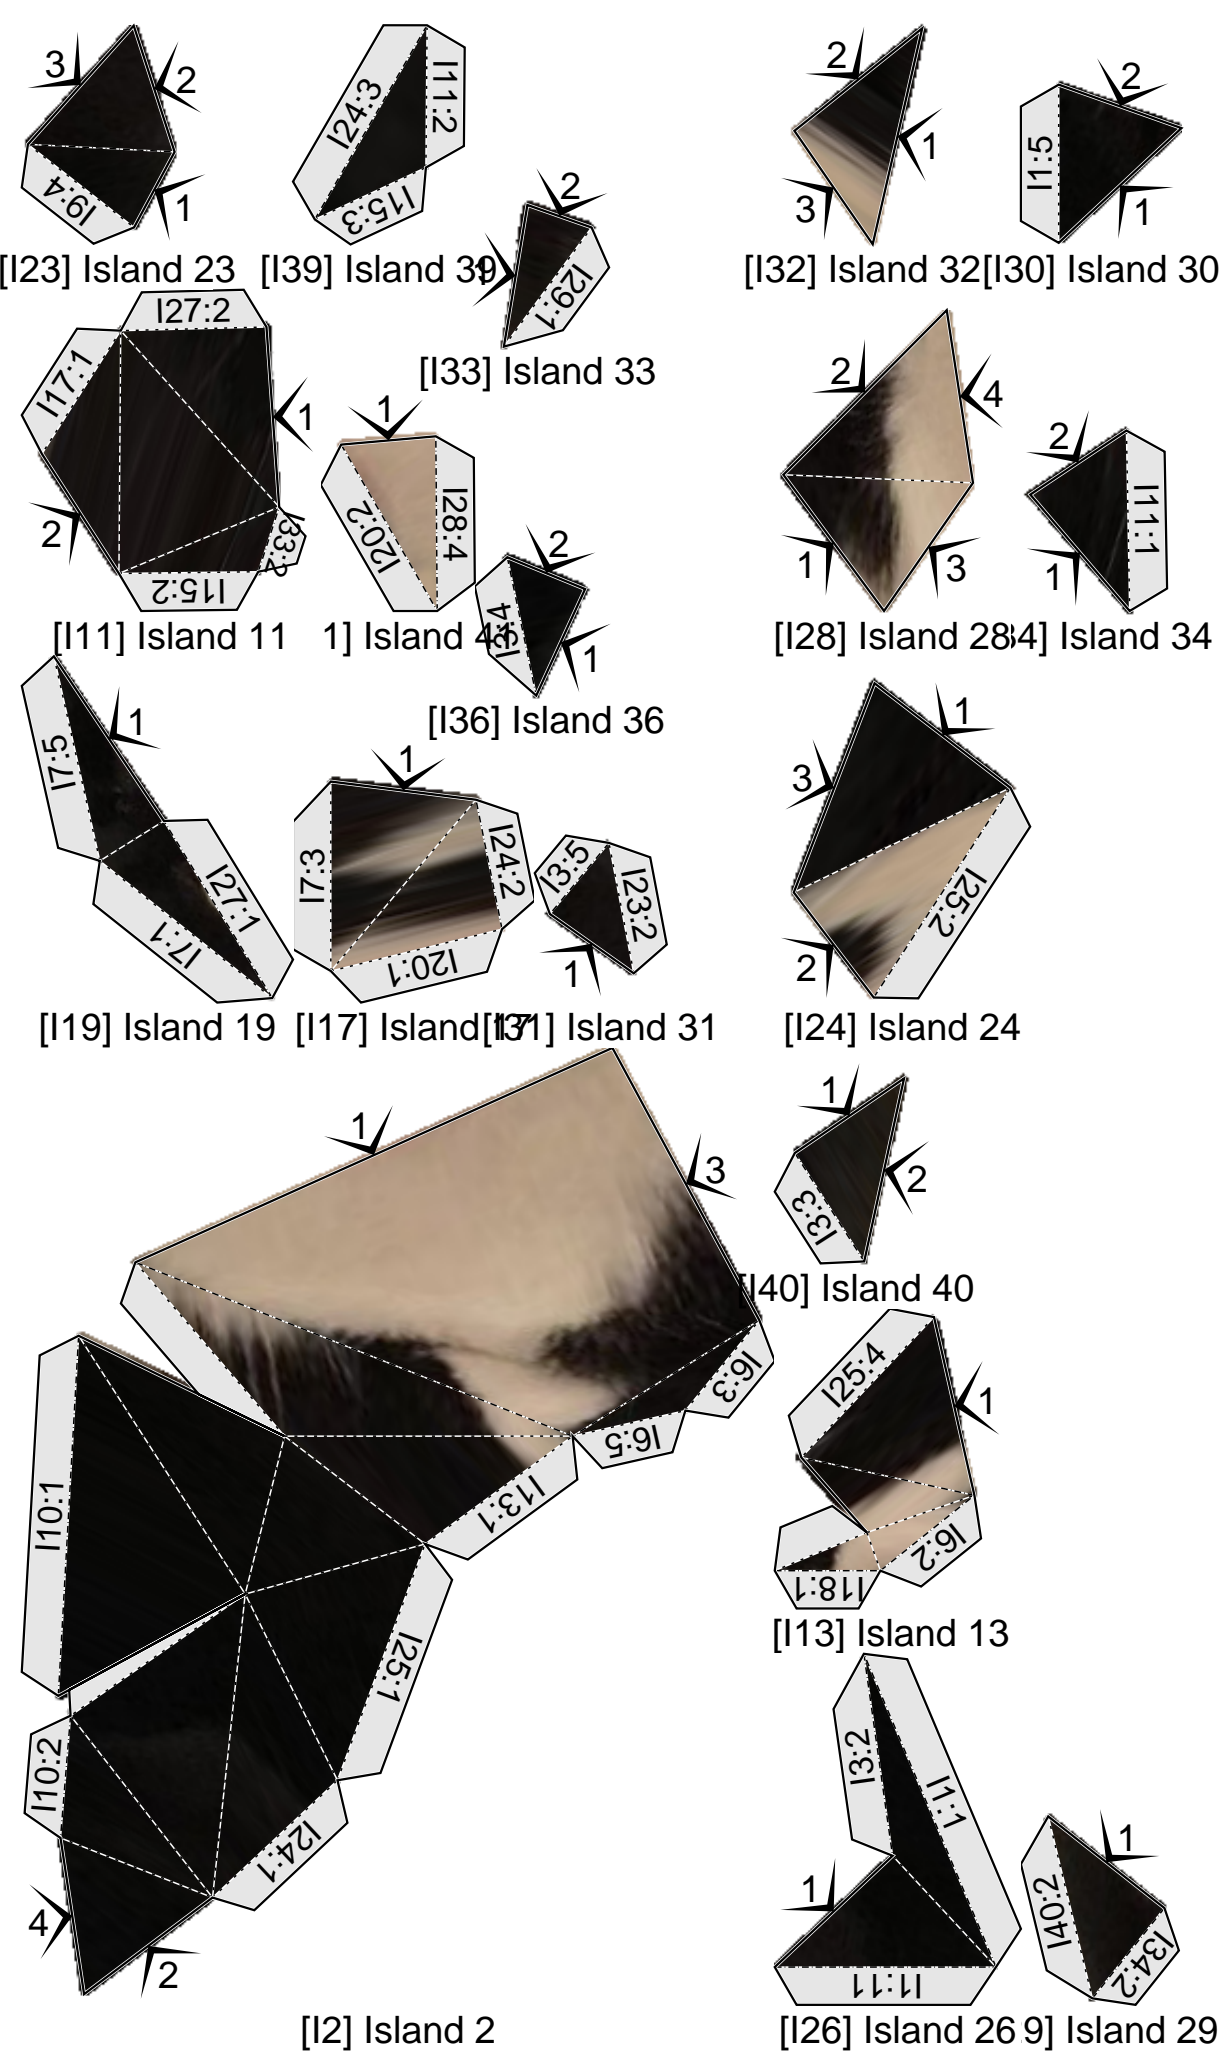 3
2
1
I9:4
[I23] Island 23
I24:3
I11:2
I15:3
[I39] Island 39
2
I29:1
[I33] Island 33
2
1
3
[I32] Island 32
2
I1:5
1
[I30] Island 30
I27:2
I17:1
1
2
I33:2
I15:2
[I11] Island 11
1
I20:2
I28:4
1] Island 4
2
1
[I36] Island 36
2
4
1
3
[I28] Island 28
2
I11:1
1
34] Island 34
1
I7:5
I27:1
I17:1
[I19] Island 19
1
I7:3
I24:2
I20:1
[I17] Island
I3:5
I23:2
1
[I31] Island 31
1
3
I25:2
2
[I24] Island 24
1
3
I6:3
I6:5
I13:1
I10:1
I25:1
I10:2
I24:1
4
2
[I2] Island 2
1
2
I3:3
[I40] Island 40
I25:4
1
I6:2
I18:1
[I13] Island 13
I3:2
I1:1
1
I1:11
[I26] Island 26
1
I40:2
I34:2
9] Island 29